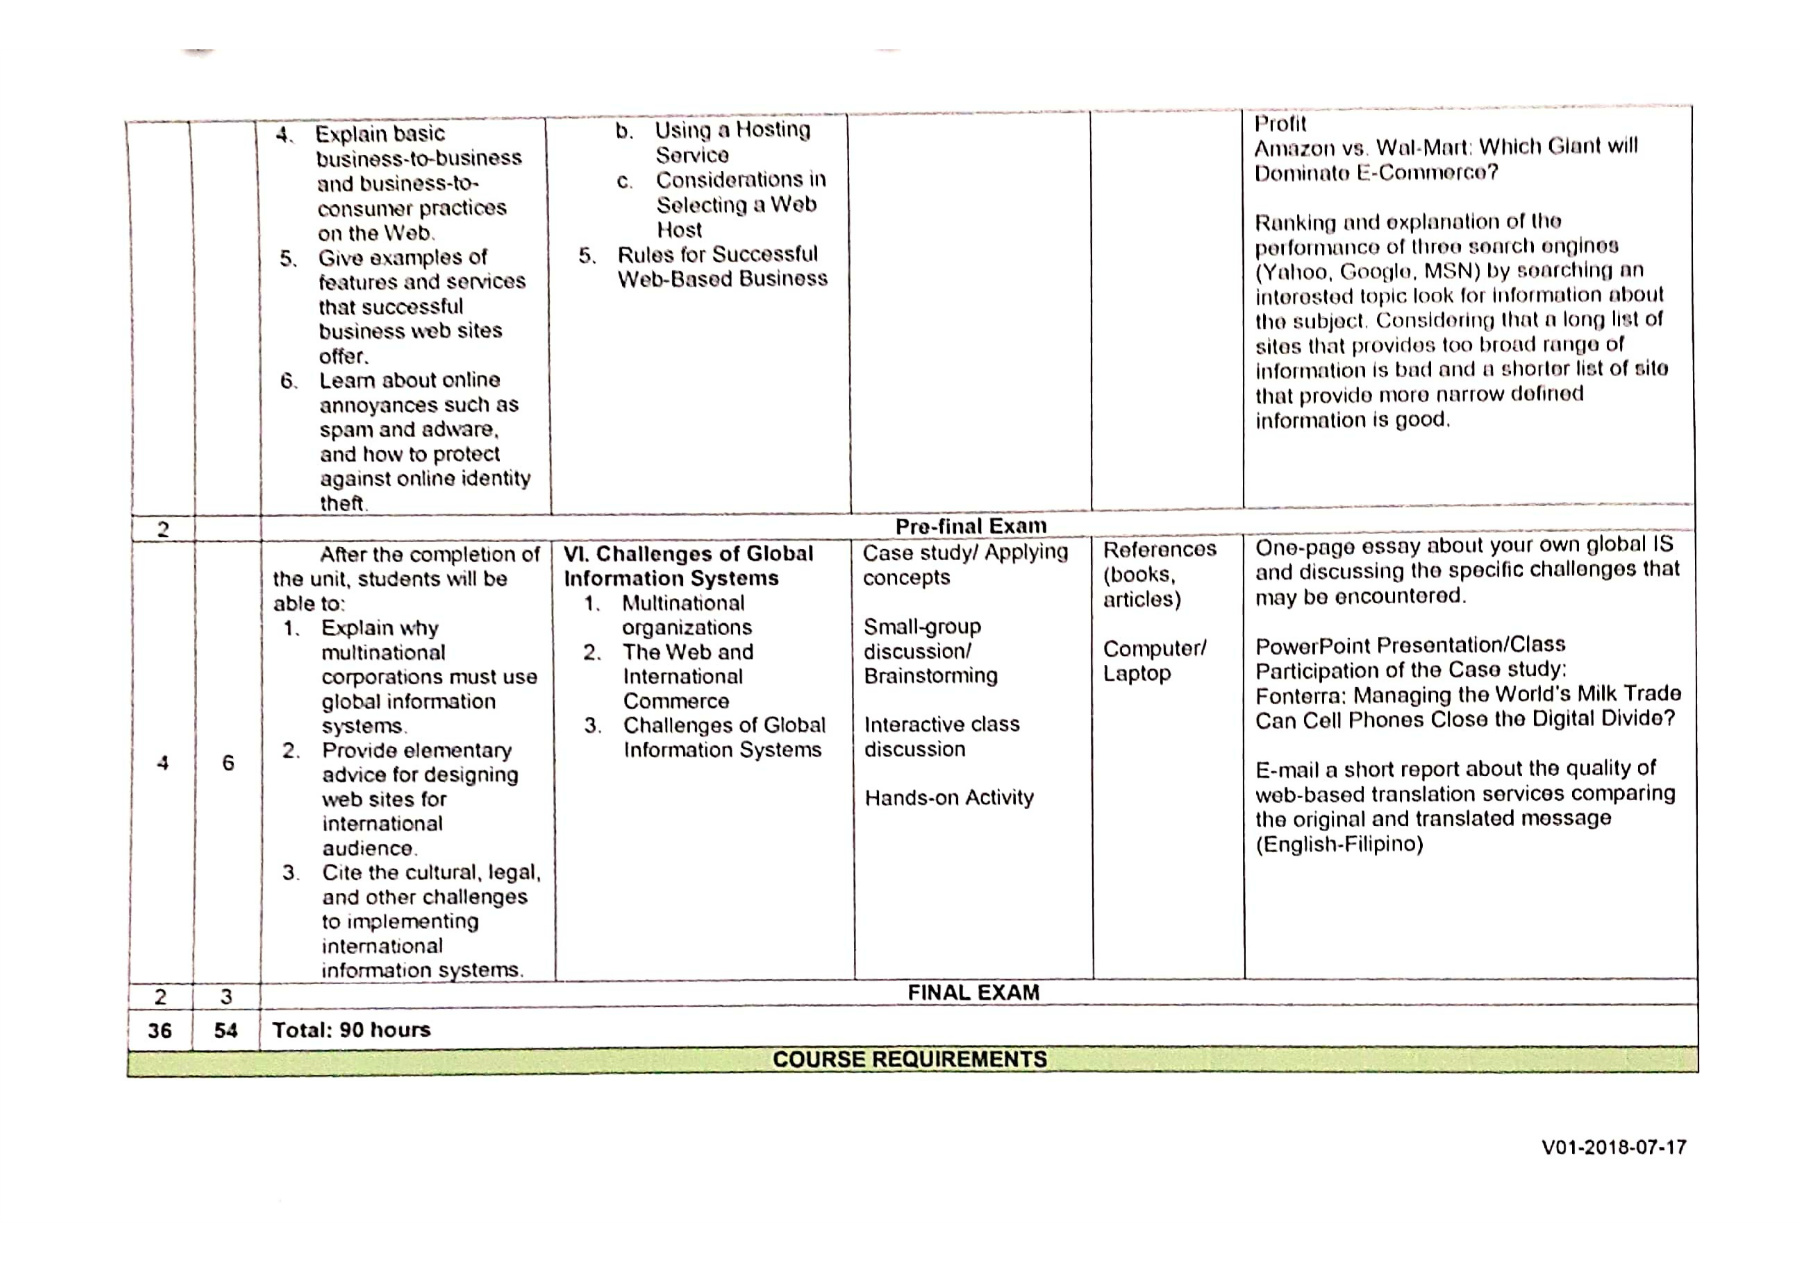 4. Explain basic
business-to-business
and business-to-
consumer practices
on the Web.
5. Give examples of
features and services
that successful
business web sites
offer.
6. Learn about online
annoyances such as
spam and adware,
and how to protect
against online identity
theft.
b. Using a Hosting
Service
c. Considerations in
Selecting a Web
Host
5. Rules for Successful
Web-Based Business
Profit
Amazon vs. Wal-Mart: Which Giant will
Dominate E-Commerce?
Ranking and explanation of the
performance of three search engines
(Yahoo, Google, MSN) by searching an
interested topic look for information about
the subject. Considering that a long list of
sites that provides too broad range of
information is bad and a shorter list of site
that provide more narrow defined
information is good.
2
Pre-final Exam
4
6
After the completion of
the unit, students will be
able to:
1. Explain why
multinational
corporations must use
global information
systems.
2. Provide elementary
advice for designing
web sites for
international
audience.
3. Cite the cultural, legal,
and other challenges
to implementing
international
information systems.
VI. Challenges of Global
Information Systems
1. Multinational
organizations
2. The Web and
International
Commerce
3. Challenges of Global
Information Systems
Case study/ Applying
concepts
Small-group
discussion/
Brainstorming
Interactive class
discussion
Hands-on Activity
References
(books,
articles)
Computer/
Laptop
One-page essay about your own global IS
and discussing the specific challenges that
may be encountered.
PowerPoint Presentation/Class
Participation of the Case study:
Fonterra: Managing the World's Milk Trade
Can Cell Phones Close the Digital Divide?
E-mail a short report about the quality of
web-based translation services comparing
the original and translated message
(English-Filipino)
2
3
FINAL EXAM
36
54
Total: 90 hours
COURSE REQUIREMENTS
V01-2018-07-17